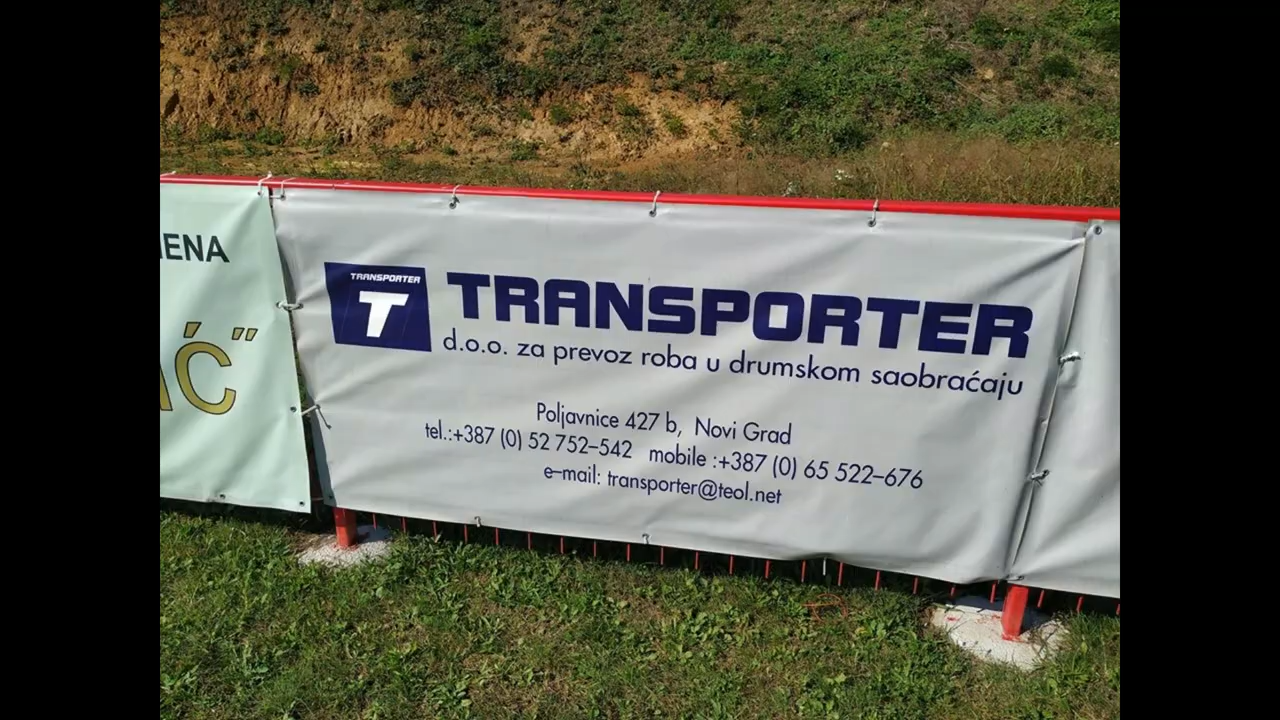 ENA
Ć"
TRANSPORTER
T
TRANSPORTER
d.o.o. za prevoz roba u drumskom saobraćaju
Poljavnice 427 b, Novi Grad
tel.:+387 (0) 52 752-542 mobile :+387 (0) 65 522-676
e-mail: transporter@teol.net